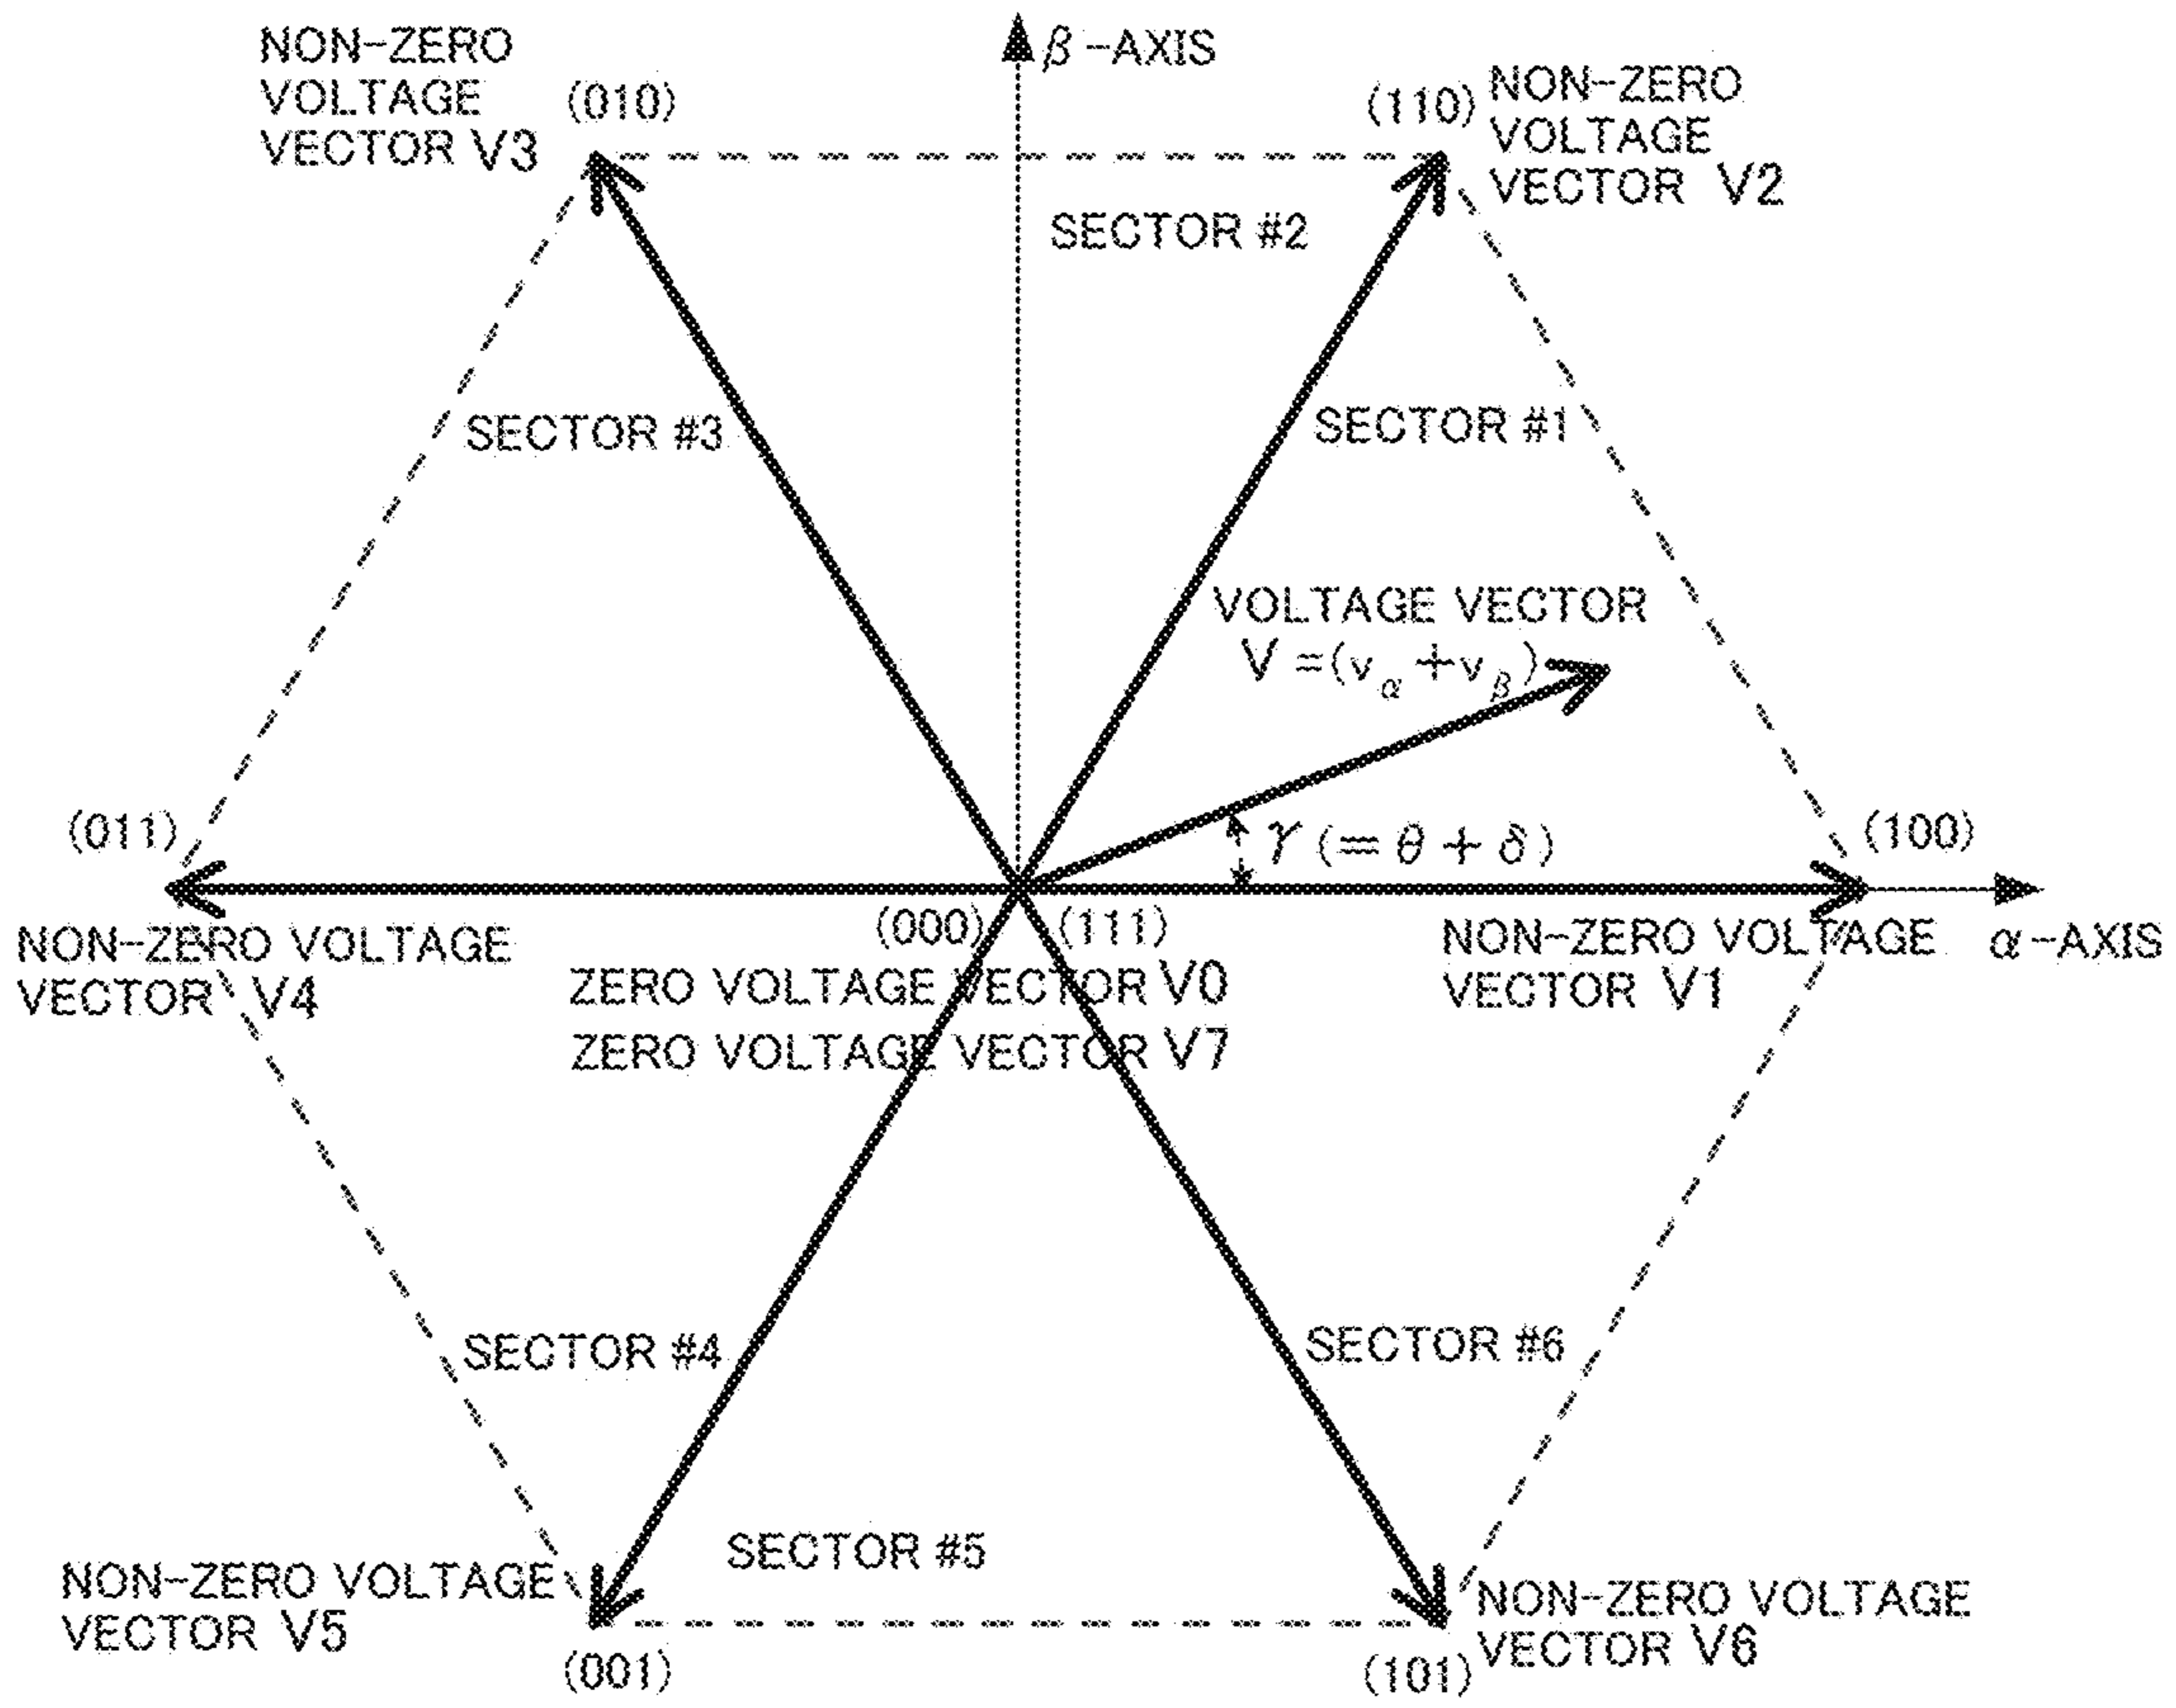 NON-ZERO
VOLTAGE
VECTOR V3
(010)
β-AXIS
(110)
NON-ZERO
VOLTAGE
VECTOR V2
SECTOR #2
SECTOR #3
SECTOR #1
VOLTAGE VECTOR
V =(vα +vβ)
(011)
γ (= θ + δ)
(100)
(000)
(111)
NON-ZERO VOLTAGE
VECTOR V4
ZERO VOLTAGE VECTOR V0
ZERO VOLTAGE VECTOR V7
NON-ZERO VOLTAGE
VECTOR V1
α-AXIS
SECTOR #4
SECTOR #6
SECTOR #5
NON-ZERO VOLTAGE
VECTOR V5
(001)
(101)
NON-ZERO VOLTAGE
VECTOR V6